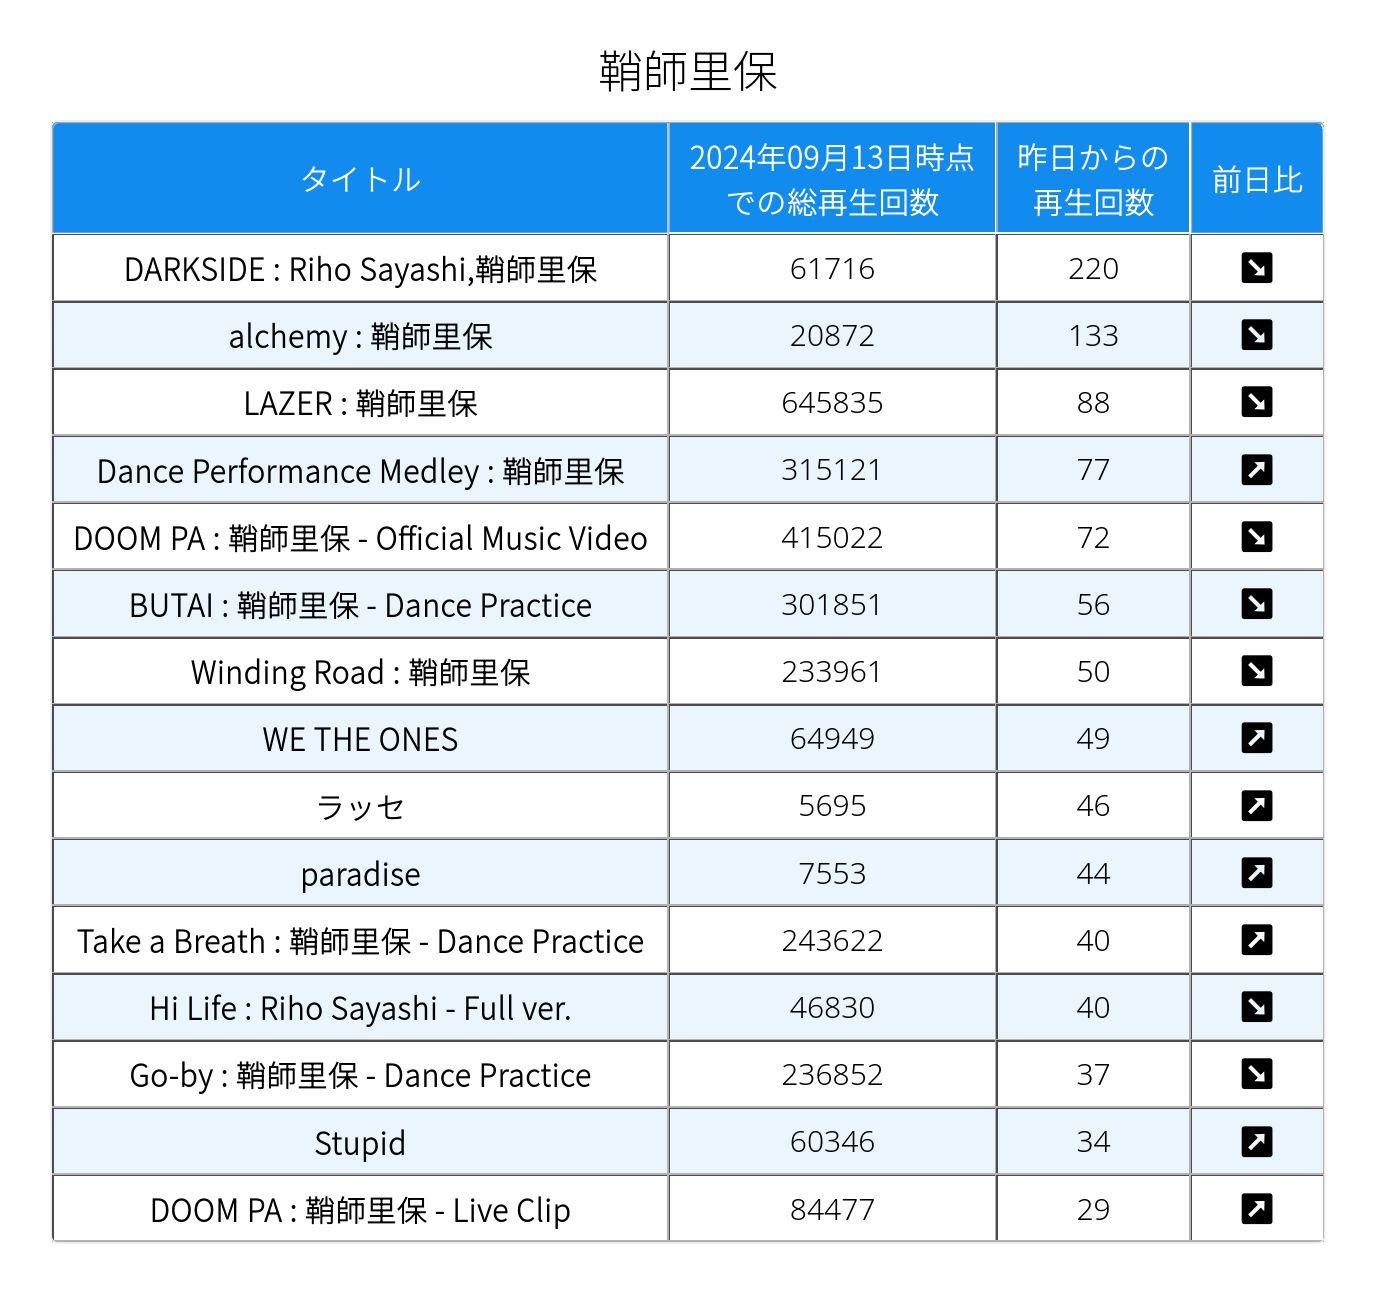 鞘師里保
タイトル
2024年09月13日時点
での総再生回数
昨日からの
再生回数
前日比
DARKSIDE : Riho Sayashi,鞘師里保 61716 220 ↘
alchemy : 鞘師里保 20872 133 ↘
LAZER : 鞘師里保 645835 88 ↘
Dance Performance Medley : 鞘師里保 315121 77 ↗
DOOM PA : 鞘師里保 - Official Music Video 415022 72 ↘
BUTAI : 鞘師里保 - Dance Practice 301851 56 ↘
Winding Road : 鞘師里保 233961 50 ↘
WE THE ONES 64949 49 ↗
ラッセ 5695 46 ↗
paradise 7553 44 ↗
Take a Breath : 鞘師里保 - Dance Practice 243622 40 ↗
Hi Life : Riho Sayashi - Full ver. 46830 40 ↘
Go-by : 鞘師里保 - Dance Practice 236852 37 ↘
Stupid 60346 34 ↗
DOOM PA : 鞘師里保 - Live Clip 84477 29 ↗